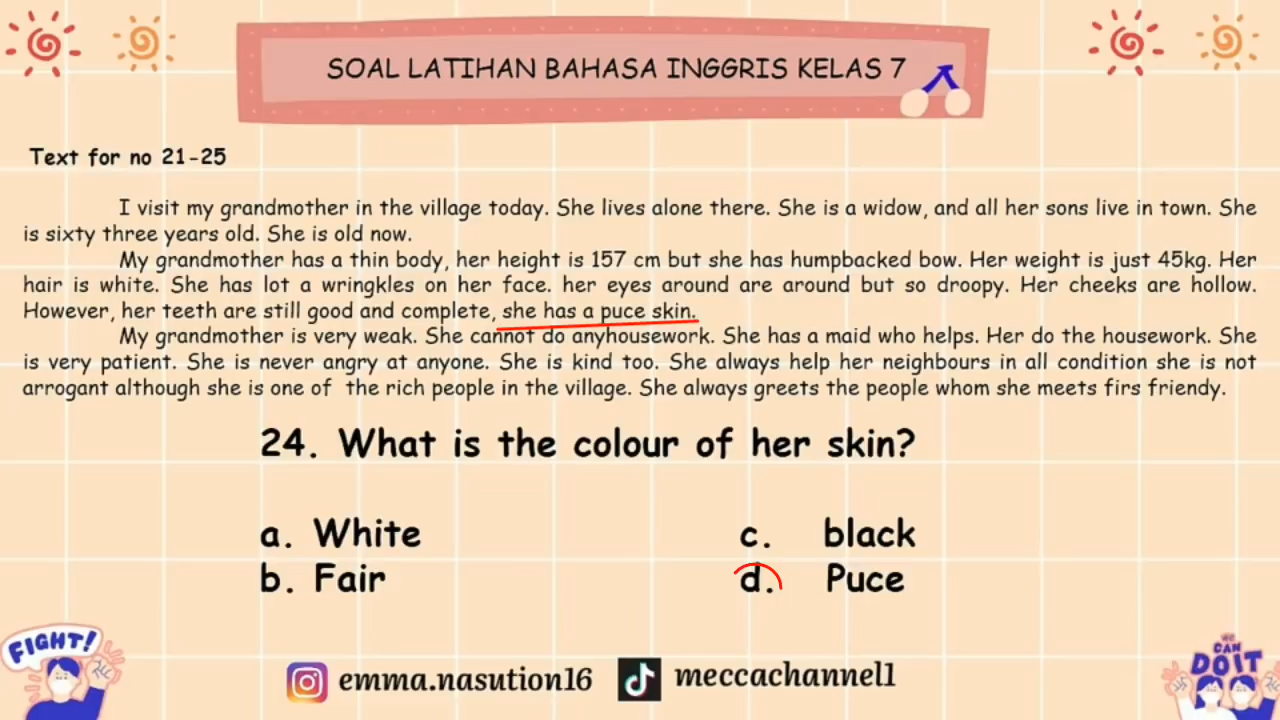 SOAL LATIHAN BAHASA INGGRIS KELAS 7
Text for no 21-25
I visit my grandmother in the village today. She lives alone there. She is a widow, and all her sons live in town. She
is sixty three years old. She is old now.
My grandmother has a thin body, her height is 157 cm but she has humpbacked bow. Her weight is just 45kg. Her
hair is white. She has lot a wringkles on her face. her eyes around are around but so droopy. Her cheeks are hollow.
However, her teeth are still good and complete, she has a puce skin.
My grandmother is very weak. She cannot do anyhousework. She has a maid who helps. Her do the housework. She
is very patient. She is never angry at anyone. She is kind too. She always help her neighbours in all condition she is not
arrogant although she is one of the rich people in the village. She always greets the people whom she meets firs friendy.
24. What is the colour of her skin?
a. White
b. Fair
c. black
d. Puce
FIGHT!
emma.nasution16
meccachannel1
WE
CAN
DO IT